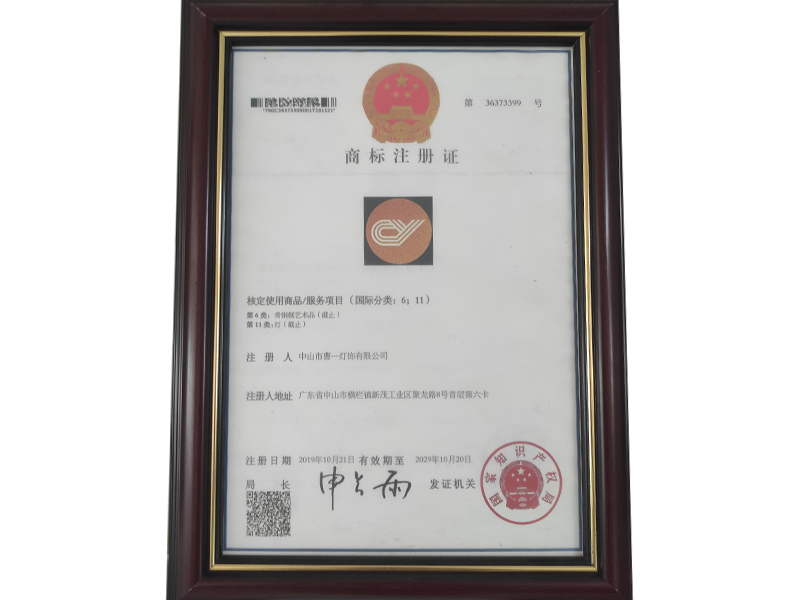 第 36373399 号
*TMZC36373399D01T191121*
商标注册证
CY
核定使用商品/服务项目（国际分类：6；11）
第6类：青铜制艺术品（截止）
第11类：灯（截止）
注册人 中山市曹一灯饰有限公司
注册人地址 广东省中山市横栏镇新茂工业区聚龙路8号首层第六卡
注册日期 2019年10月21日 有效期至 2029年10月20日
局长 申长雨 发证机关
国家知识产权局